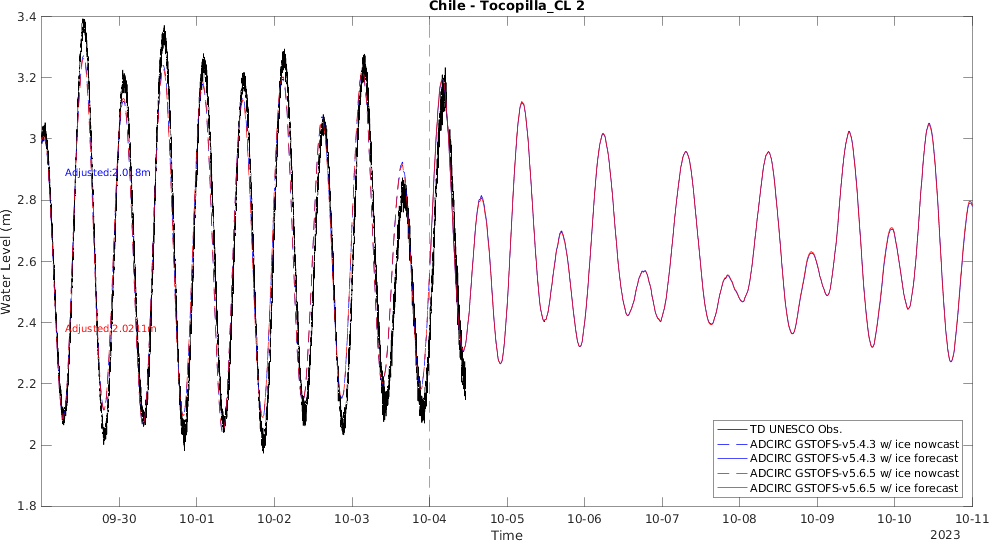 Chile - Tocopilla_CL 2
Water Level (m)
3.4
3.2
3
2.8
2.6
2.4
2.2
2
1.8
Adjusted:2.018m
Adjusted:2.0211m
TD UNESCO Obs.
ADCIRC GSTOFS-v5.4.3 w/ ice nowcast
ADCIRC GSTOFS-v5.4.3 w/ ice forecast
ADCIRC GSTOFS-v5.6.5 w/ ice nowcast
ADCIRC GSTOFS-v5.6.5 w/ ice forecast
09-30 10-01 10-02 10-03 10-04 10-05 10-06 10-07 10-08 10-09 10-10 10-11
Time
2023